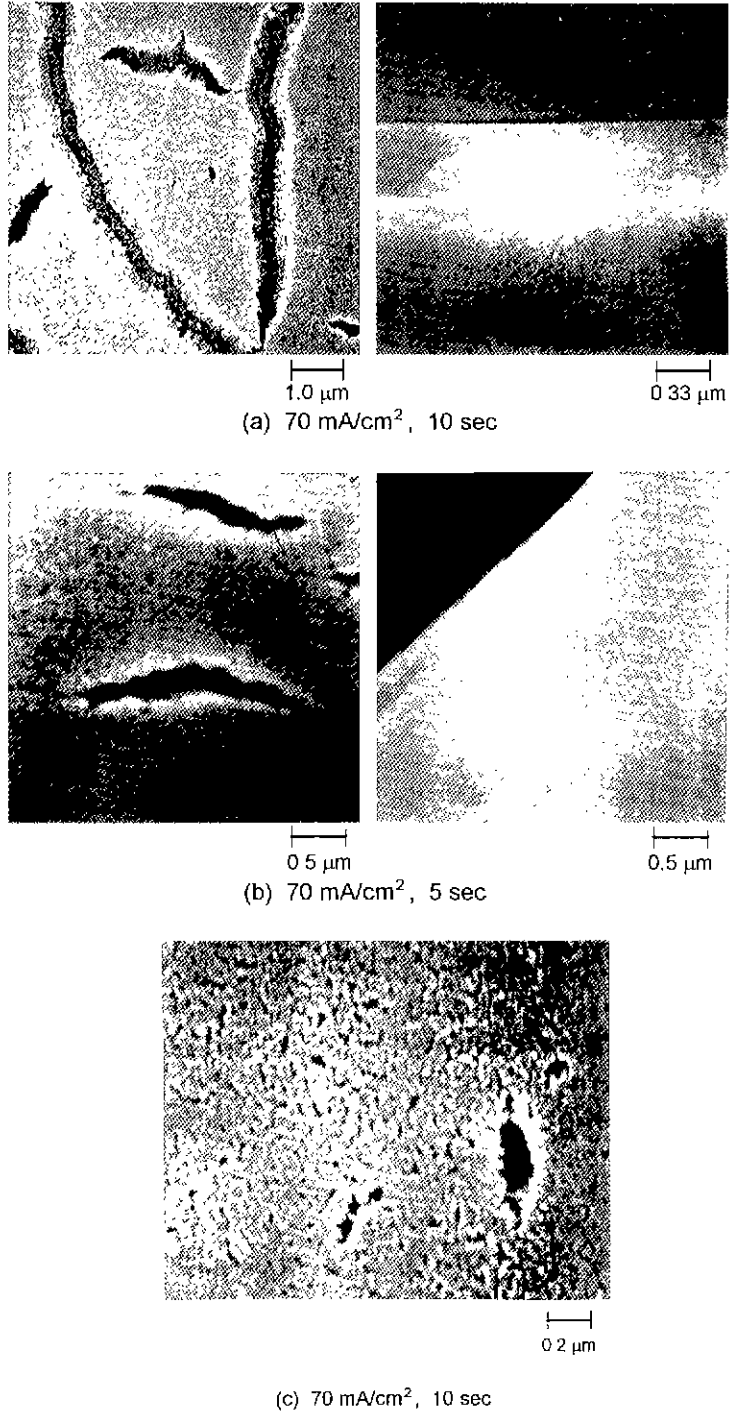 1.0 μm
0 33 μm
(a) 70 mA/cm², 10 sec
0 5 μm
0.5 μm
(b) 70 mA/cm², 5 sec
0 2 μm
(c) 70 mA/cm², 10 sec